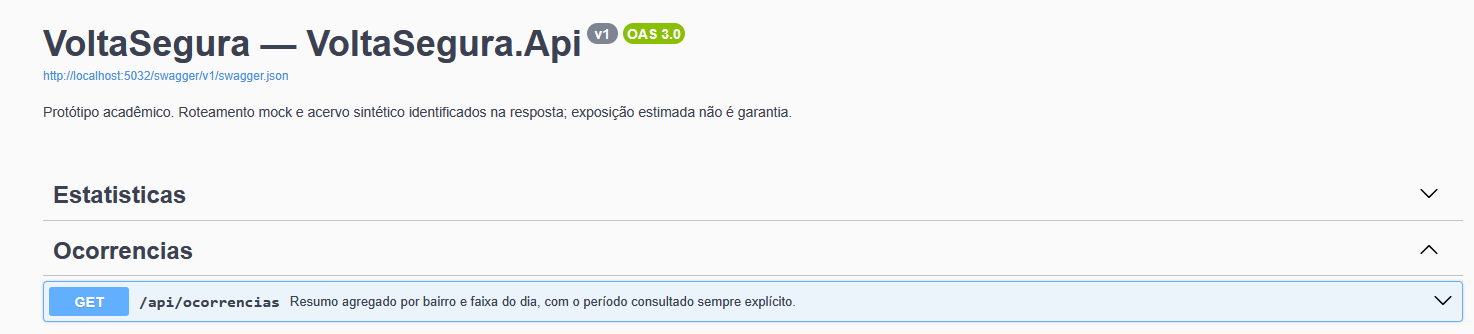 VoltaSegura — VoltaSegura.Api v1 OAS 3.0
http://localhost:5032/swagger/v1/swagger.json
Protótipo acadêmico. Roteamento mock e acervo sintético identificados na resposta; exposição estimada não é garantia.
Estatisticas
Ocorrencias
GET /api/ocorrencias Resumo agregado por bairro e faixa do dia, com o período consultado sempre explícito.